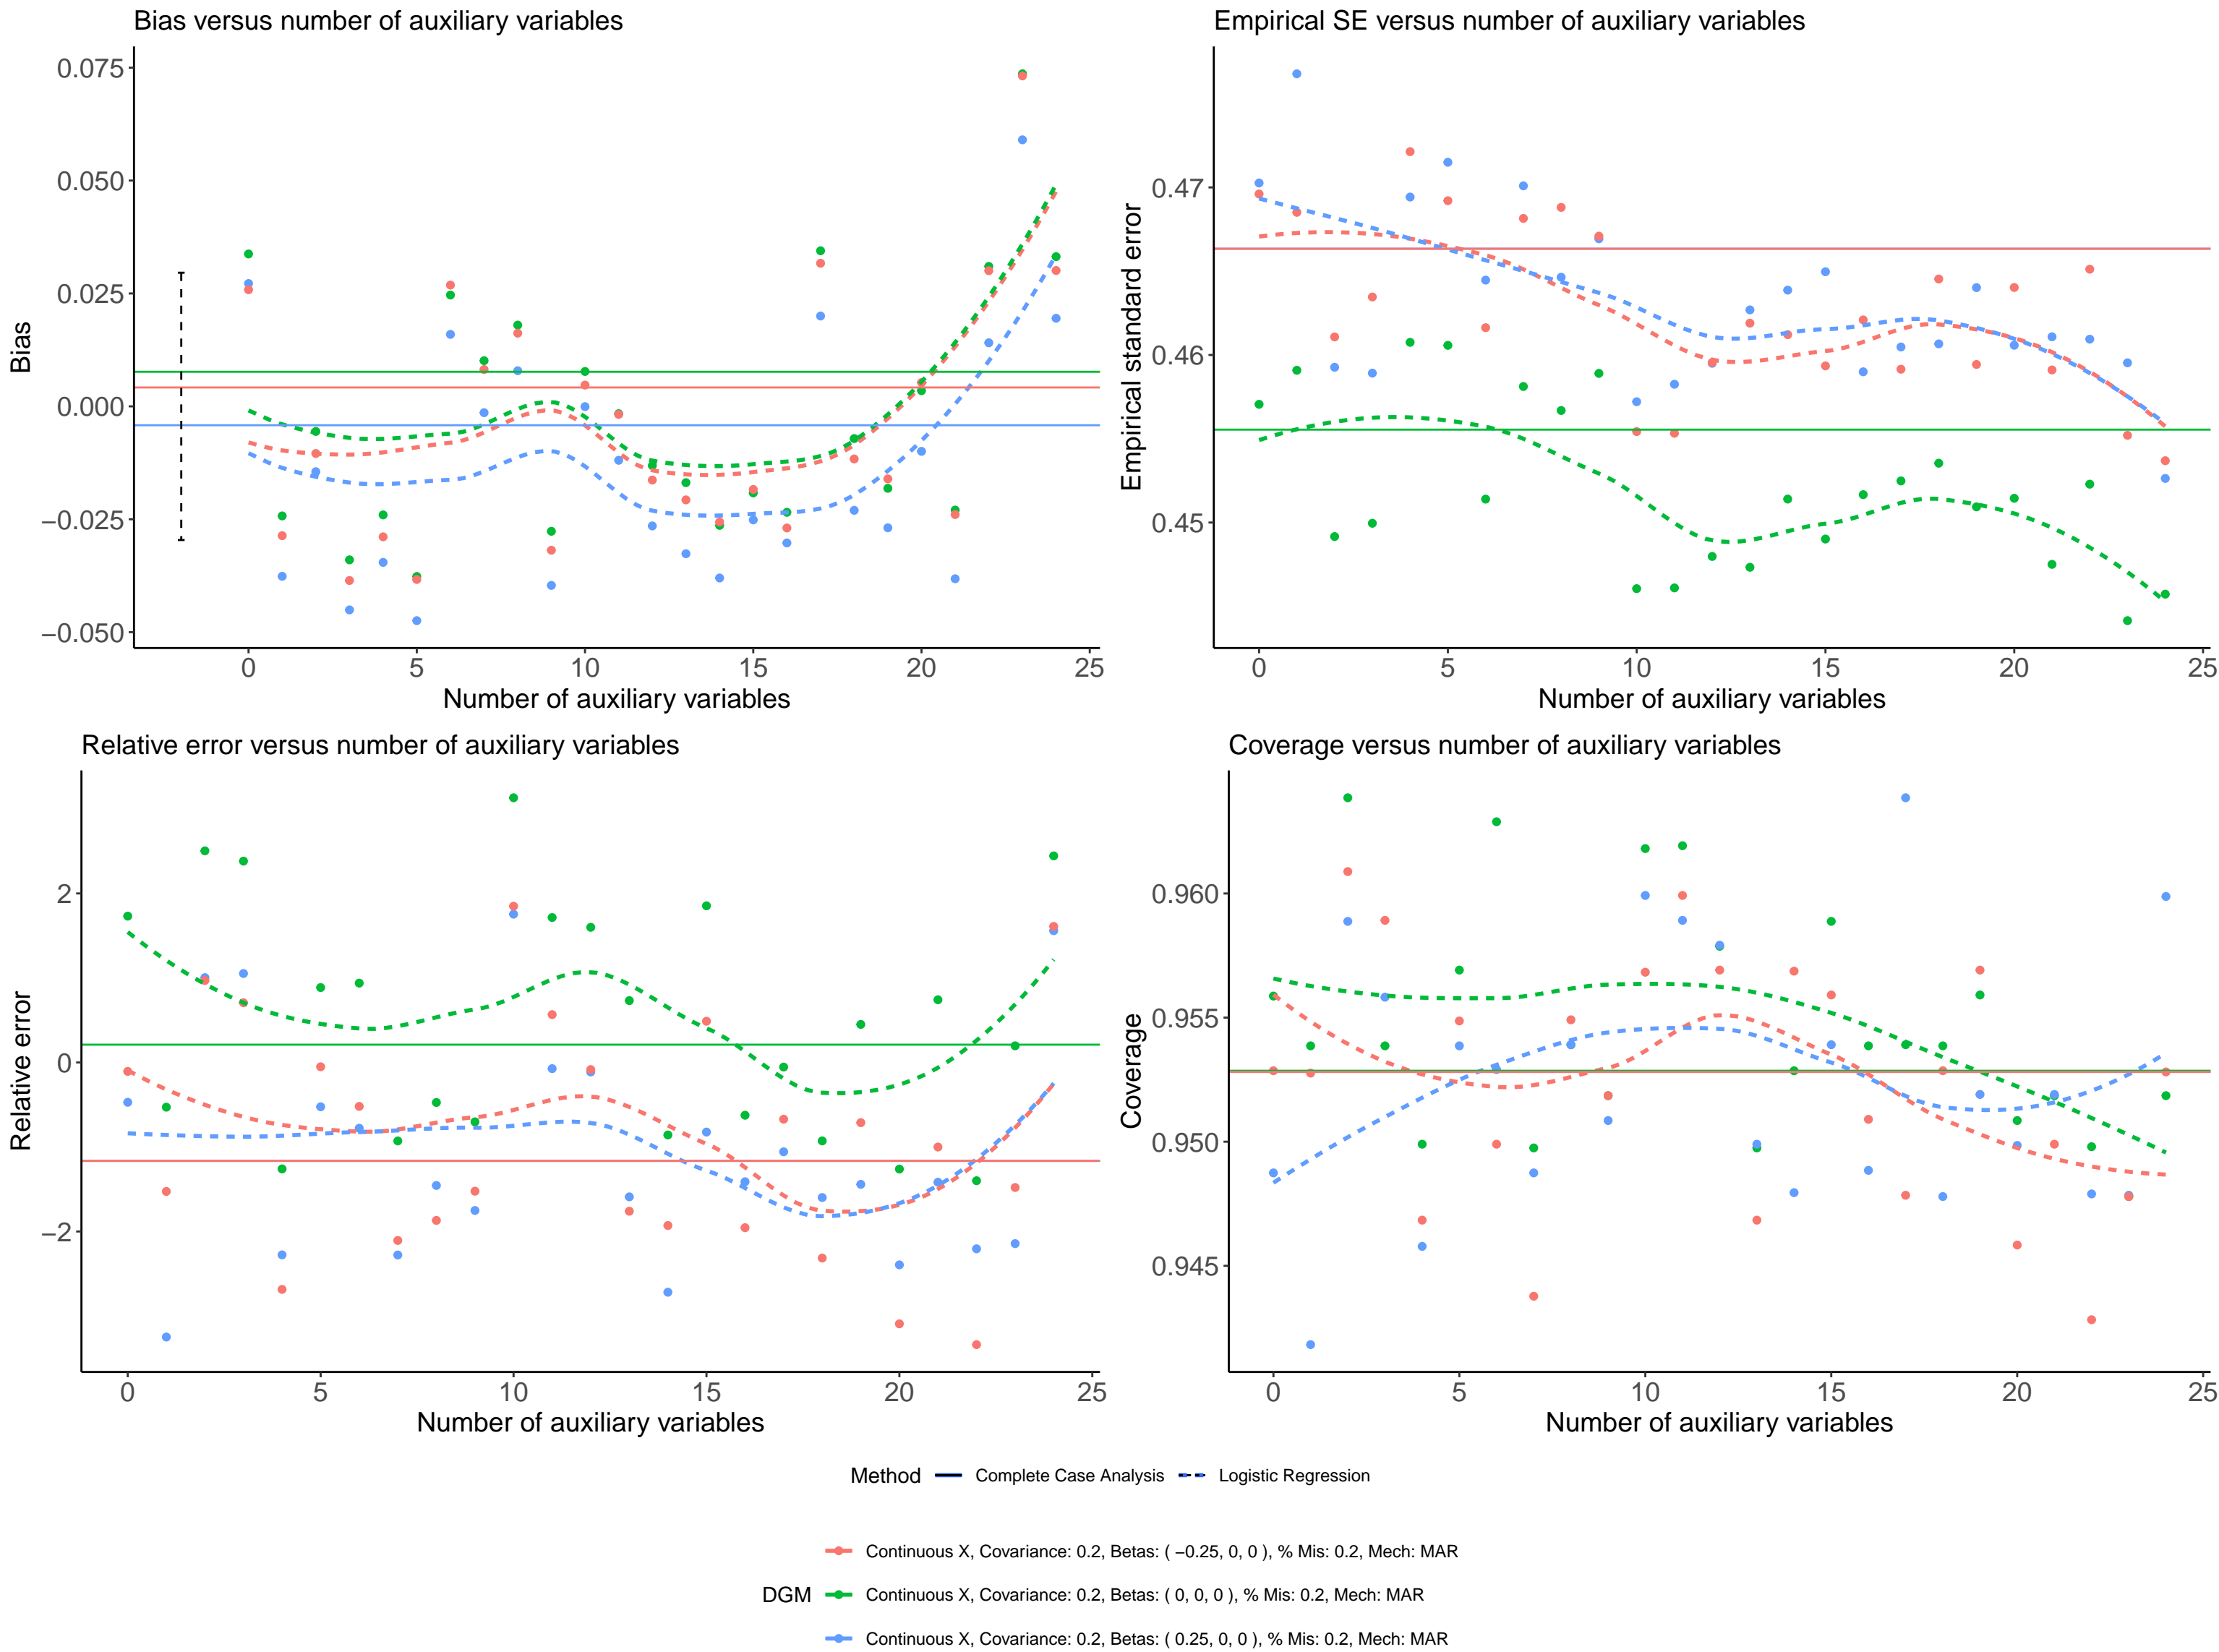 Bias versus number of auxiliary variables
0.075
0.050
0.025
0.000
−0.025
−0.050
Bias
0 5 10 15 20 25
Number of auxiliary variables
Empirical SE versus number of auxiliary variables
0.47
0.46
0.45
Empirical standard error
0 5 10 15 20 25
Number of auxiliary variables
Relative error versus number of auxiliary variables
2
0
−2
Relative error
0 5 10 15 20 25
Number of auxiliary variables
Coverage versus number of auxiliary variables
0.960
0.955
0.950
0.945
Coverage
0 5 10 15 20 25
Number of auxiliary variables
Method Complete Case Analysis Logistic Regression
Continuous X, Covariance: 0.2, Betas: ( −0.25, 0, 0 ), % Mis: 0.2, Mech: MAR
DGM Continuous X, Covariance: 0.2, Betas: ( 0, 0, 0 ), % Mis: 0.2, Mech: MAR
Continuous X, Covariance: 0.2, Betas: ( 0.25, 0, 0 ), % Mis: 0.2, Mech: MAR